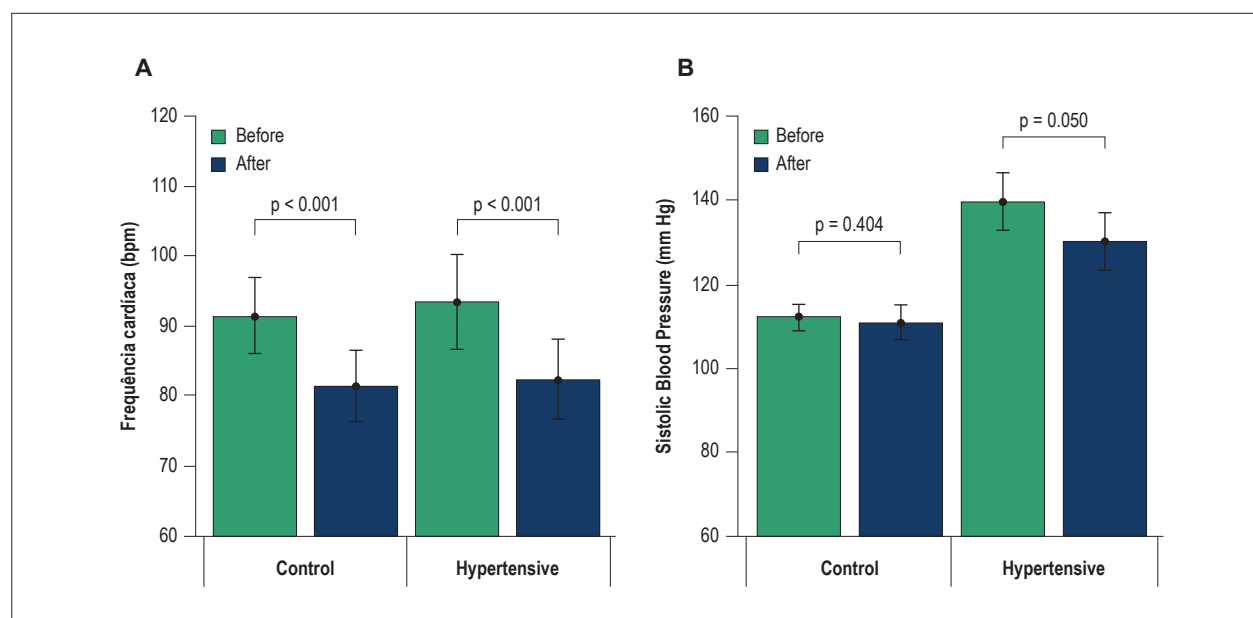 A
Frequência cardíaca (bpm)
120
110
100
90
80
70
60
Before
After
p < 0.001
p < 0.001
Control
Hypertensive
B
Sistolic Blood Pressure (mm Hg)
160
140
120
100
80
60
Before
After
p = 0.404
p = 0.050
Control
Hypertensive